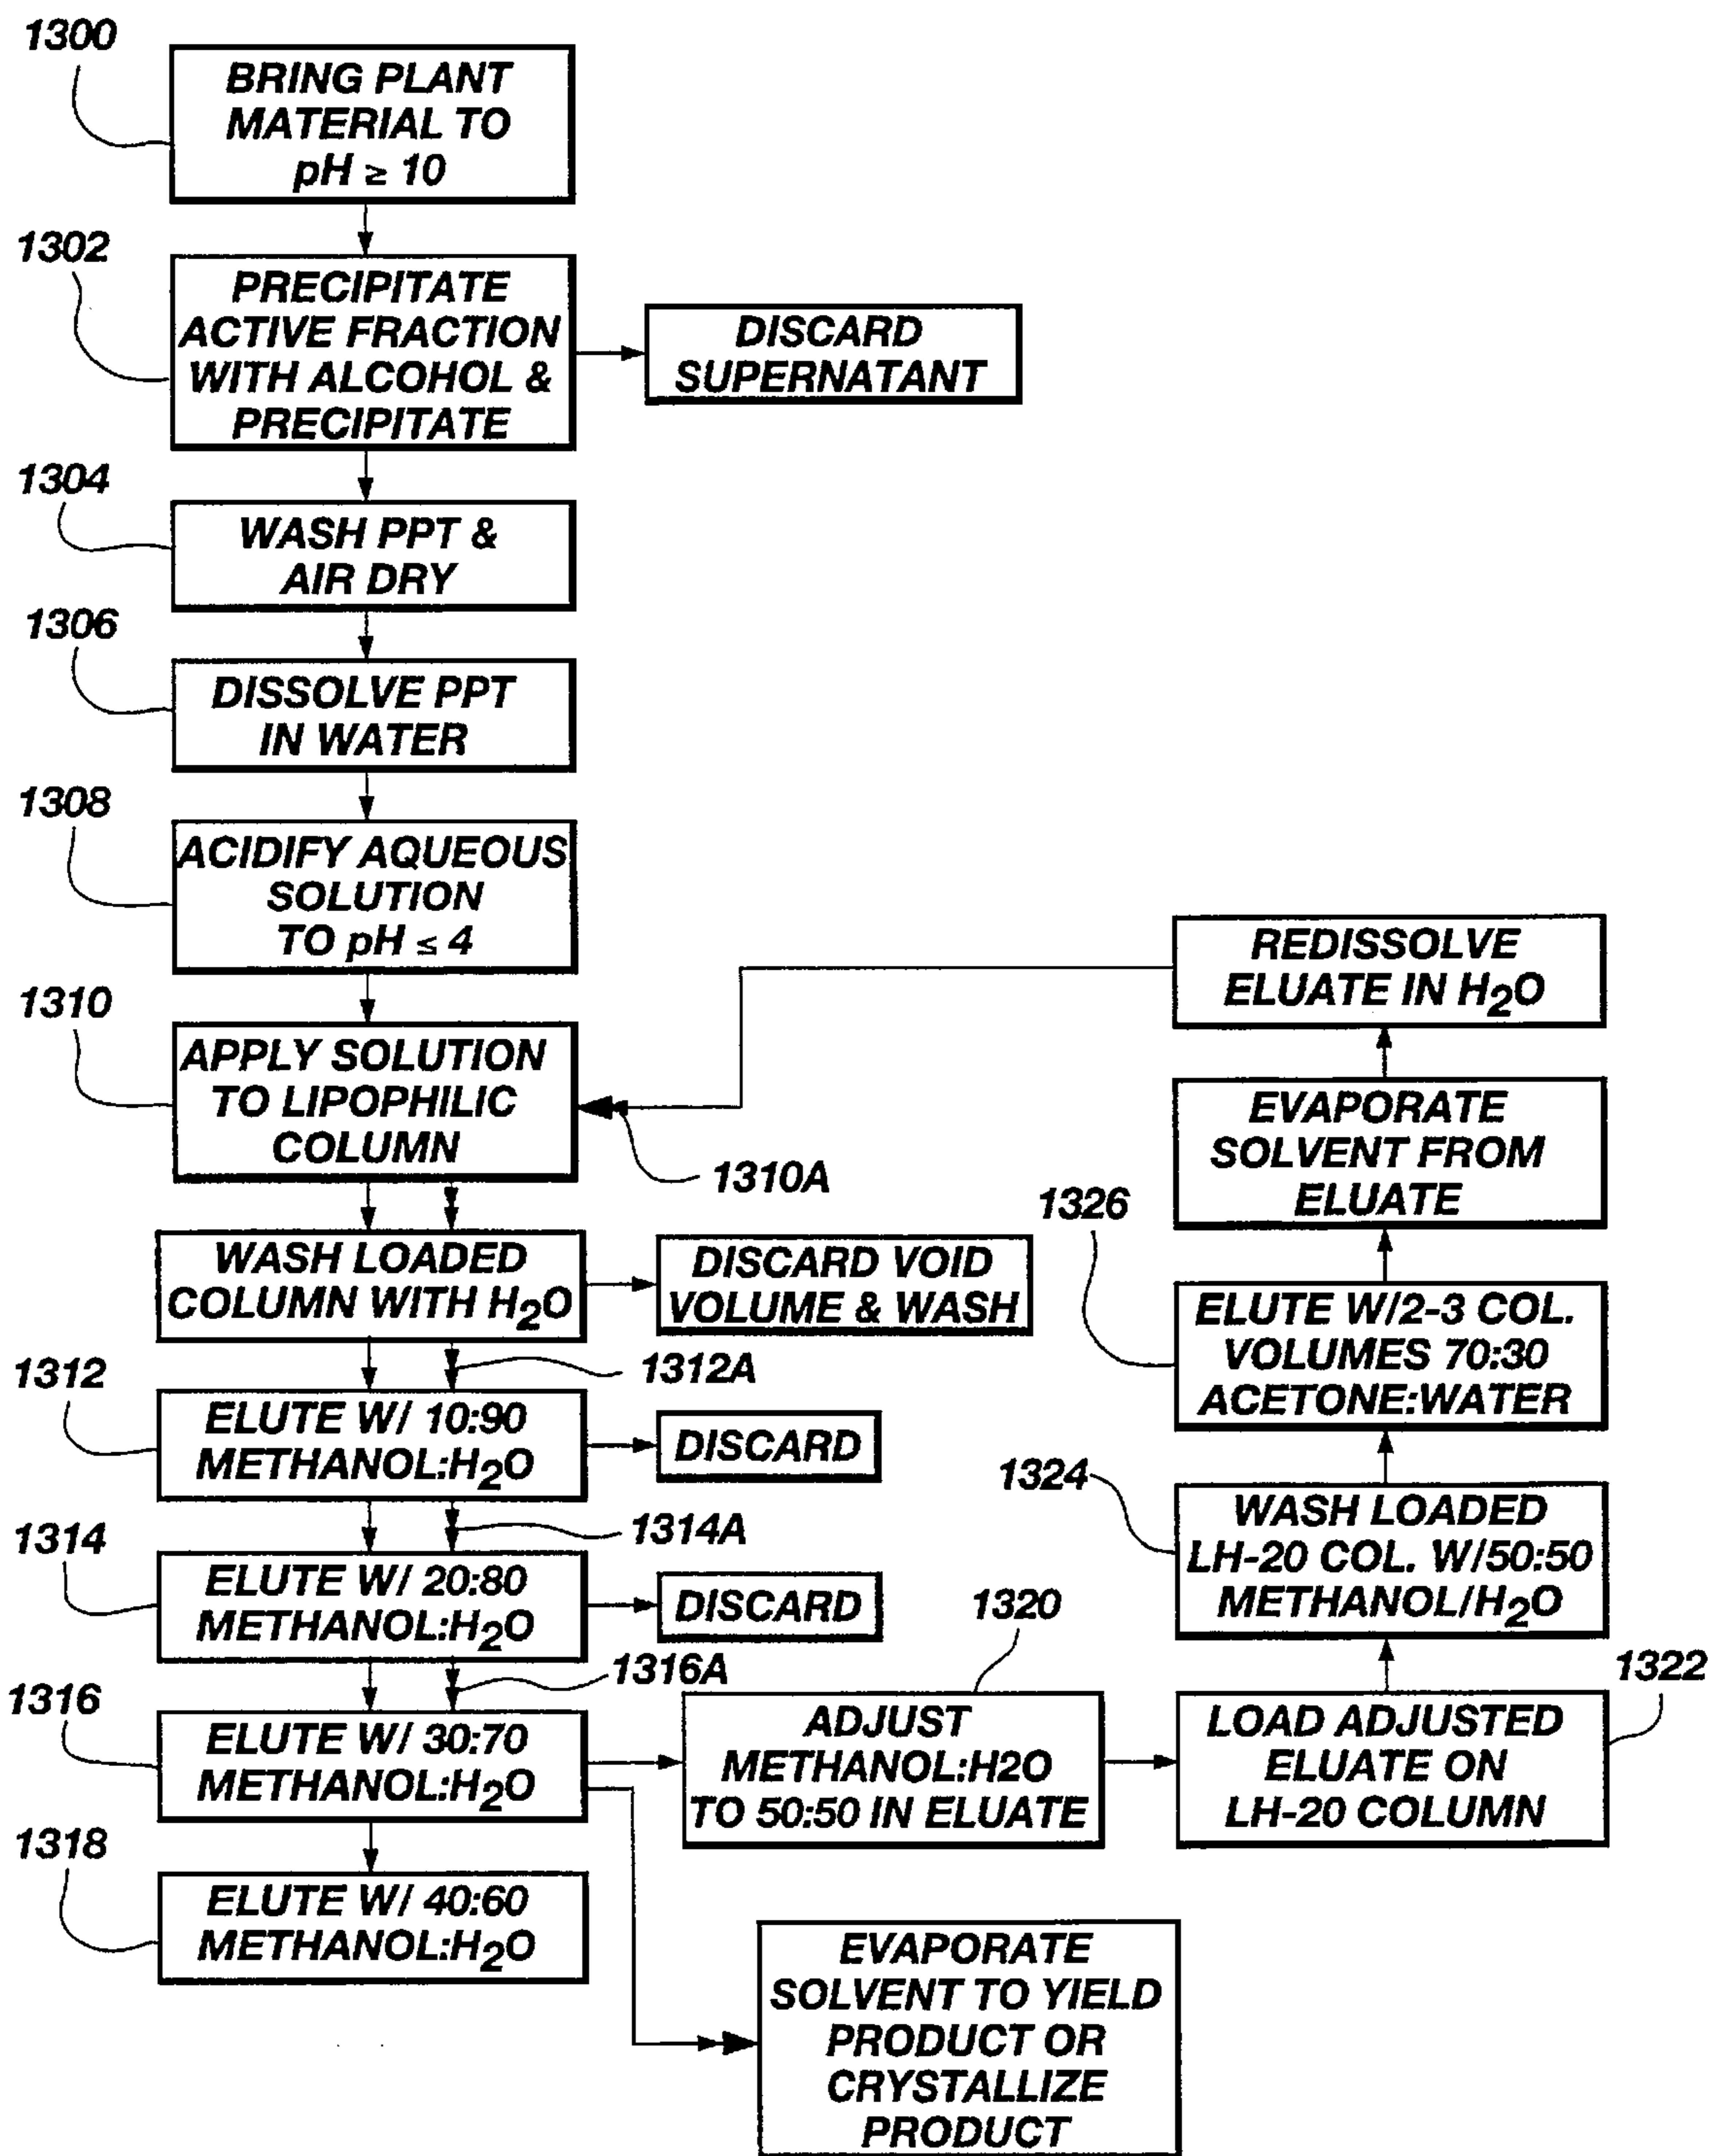 1300
BRING PLANT
MATERIAL TO
pH ≥ 10
1302
PRECIPITATE
ACTIVE FRACTION
WITH ALCOHOL &
PRECIPITATE
DISCARD
SUPERNATANT
1304
WASH PPT &
AIR DRY
1306
DISSOLVE PPT
IN WATER
1308
ACIDIFY AQUEOUS
SOLUTION
TO pH ≤ 4
1310
APPLY SOLUTION
TO LIPOPHILIC
COLUMN
1310A
WASH LOADED
COLUMN WITH H₂O
DISCARD VOID
VOLUME & WASH
1312
1312A
ELUTE W/ 10:90
METHANOL:H₂O
DISCARD
1314
1314A
ELUTE W/ 20:80
METHANOL:H₂O
DISCARD
1316
1316A
ELUTE W/ 30:70
METHANOL:H₂O
1318
ELUTE W/ 40:60
METHANOL:H₂O
1320
ADJUST
METHANOL:H2O
TO 50:50 IN ELUATE
1322
LOAD ADJUSTED
ELUATE ON
LH-20 COLUMN
1324
WASH LOADED
LH-20 COL. W/50:50
METHANOL/H₂O
1326
ELUTE W/2-3 COL.
VOLUMES 70:30
ACETONE:WATER
EVAPORATE
SOLVENT FROM
ELUATE
REDISSOLVE
ELUATE IN H₂O
EVAPORATE
SOLVENT TO YIELD
PRODUCT OR
CRYSTALLIZE
PRODUCT